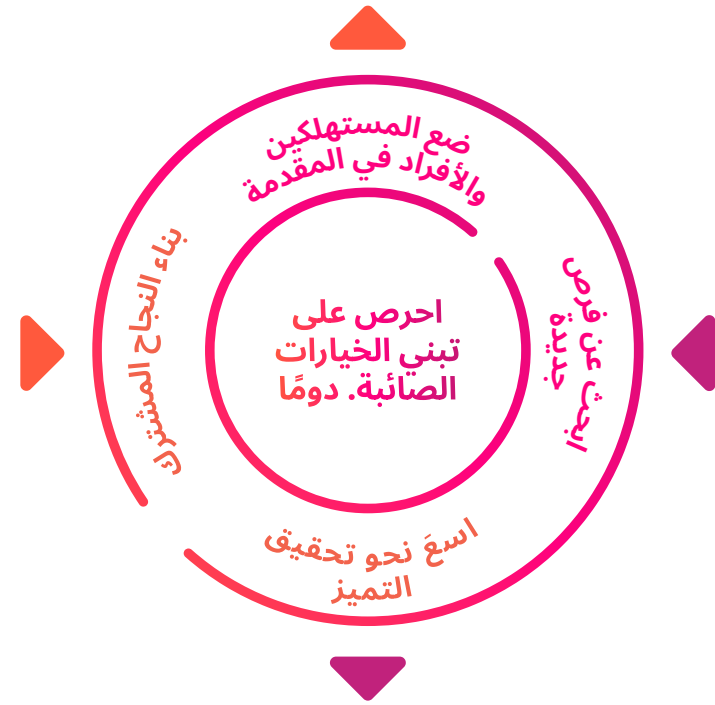 ضع المستهلكين
والأفراد في المقدمة
ابحث عن فرص
جديدة
اسعَ نحو تحقيق
التميز
بناء النجاح المشترك
احرص على
تبني الخيارات
الصائبة. دومًا